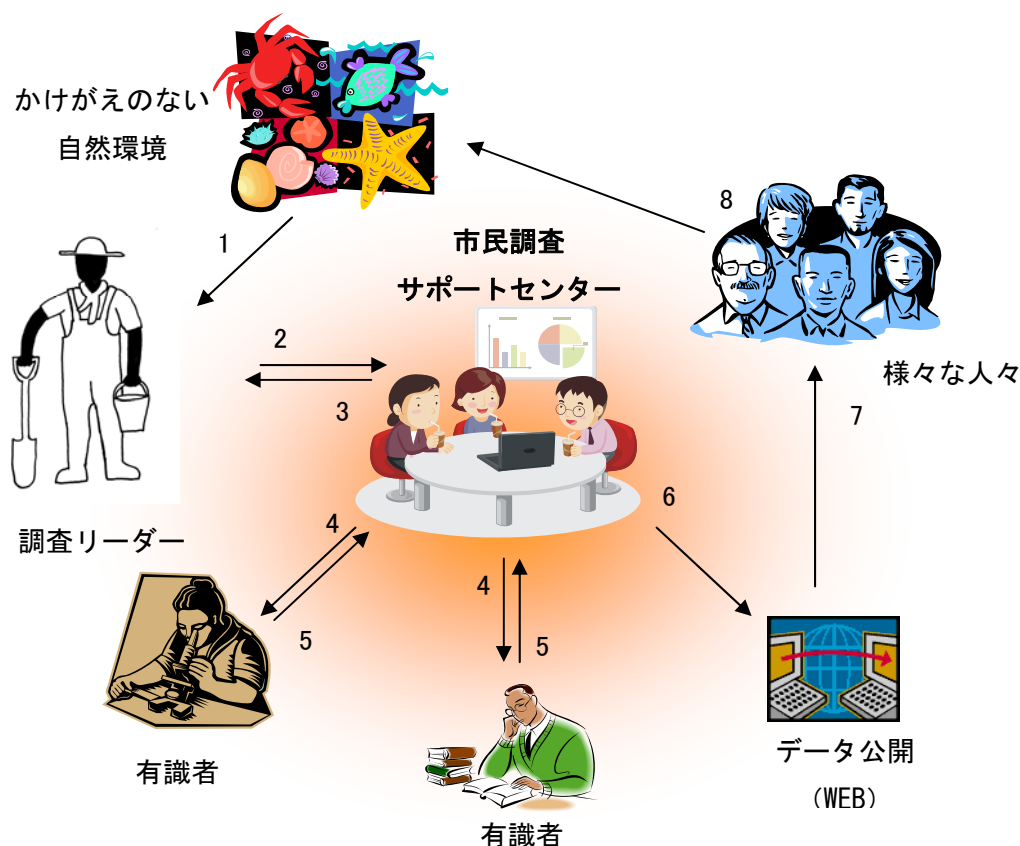 かけがえのない
自然環境
1
8
市民調査
サポートセンター
様々な人々
2
3
7
調査リーダー
4
5
4
5
6
有識者
有識者
データ公開
（WEB）